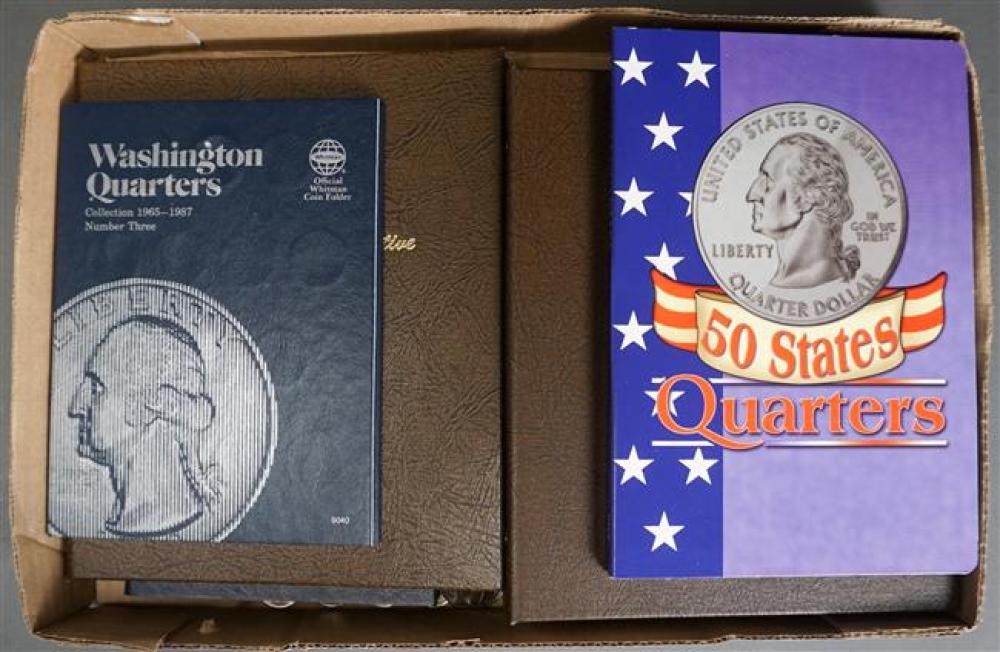 Washington
Quarters
Collection 1965–1987
Number Three
Official
Whitman
Coin Folder
LIBERTY
9040
UNITED STATES OF AMERICA
LIBERTY
IN
GOD WE
TRUST
QUARTER DOLLAR
50 States
Quarters